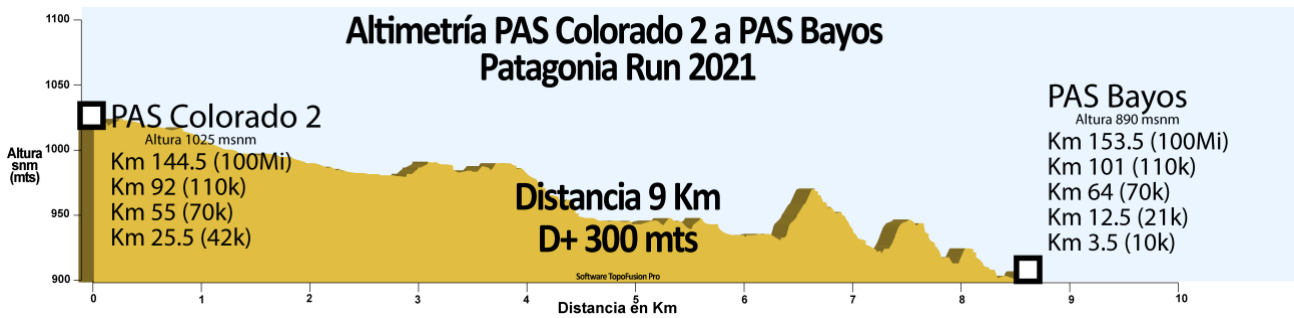 Altimetría PAS Colorado 2 a PAS Bayos
Patagonia Run 2021
1100
1050
1000
950
900
Altura
snm
(mts)
PAS Colorado 2
Altura 1025 msnm
Km 144.5 (100Mi)
Km 92 (110k)
Km 55 (70k)
Km 25.5 (42k)
Distancia 9 Km
D+ 300 mts
Software TopoFusion Pro
PAS Bayos
Altura 890 msnm
Km 153.5 (100Mi)
Km 101 (110k)
Km 64 (70k)
Km 12.5 (21k)
Km 3.5 (10k)
0 1 2 3 4 5 6 7 8 9 10
Distancia en Km